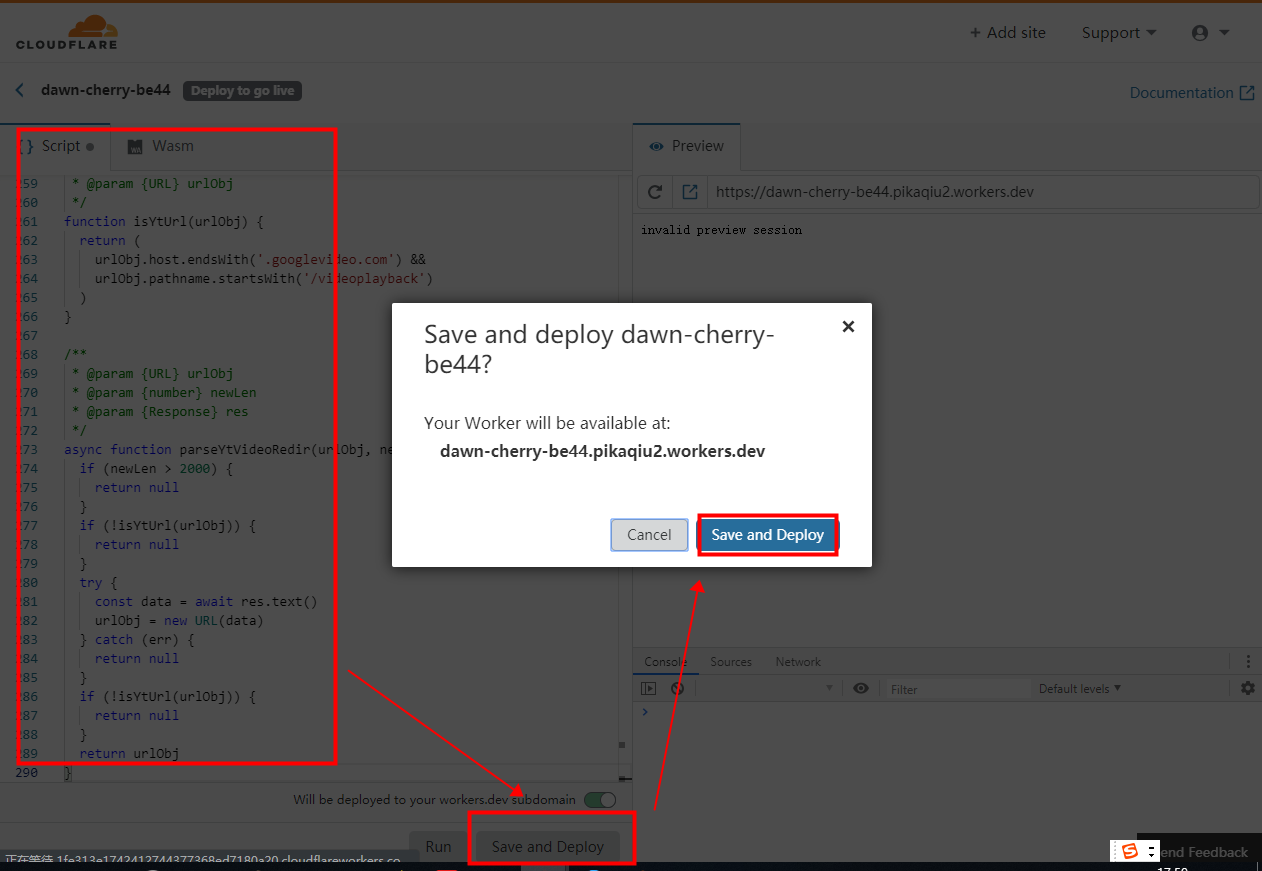 CLOUDFLARE
+ Add site
Support
dawn-cherry-be44
Deploy to go live
Documentation
{} Script
Wasm
Preview
https://dawn-cherry-be44.pikaqiu2.workers.dev
invalid preview session
259 * @param {URL} urlObj
260 */
261 function isYtUrl(urlObj) {
262 return (
263 urlObj.host.endsWith('.googlevideo.com') &&
264 urlObj.pathname.startsWith('/videoplayback')
265 )
266 }
267
268 /**
269 * @param {URL} urlObj
270 * @param {number} newLen
271 * @param {Response} res
272 */
273 async function parseYtVideoRedir(urlObj, ne
274 if (newLen > 2000) {
275 return null
276 }
277 if (!isYtUrl(urlObj)) {
278 return null
279 }
280 try {
281 const data = await res.text()
282 urlObj = new URL(data)
283 } catch (err) {
284 return null
285 }
286 if (!isYtUrl(urlObj)) {
287 return null
288 }
289 return urlObj
290 }
Save and deploy dawn-cherry-
be44?
Your Worker will be available at:
dawn-cherry-be44.pikaqiu2.workers.dev
Cancel
Save and Deploy
Console
Sources
Network
Filter
Default levels
Will be deployed to your workers.dev subdomain
Run
Save and Deploy
正在等待 1fe313e1742412744377368ed7180a20.cloudflareworkers.co
end Feedback
17:59